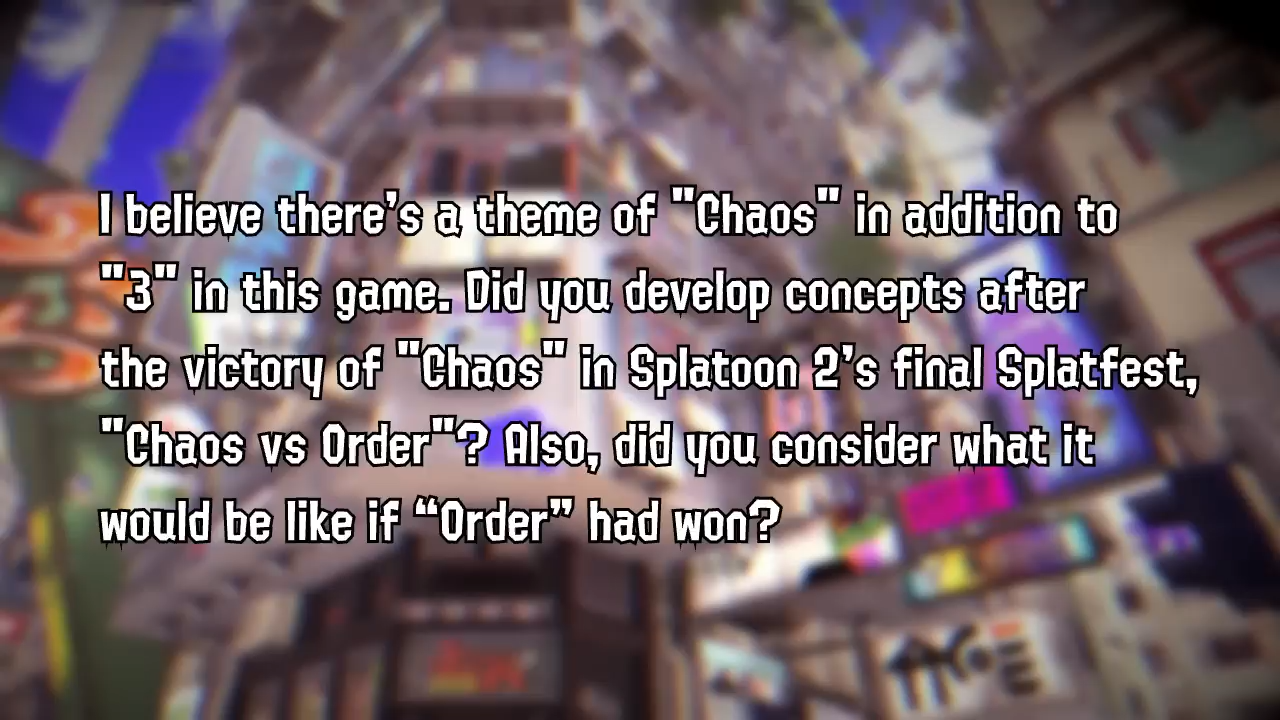 I believe there's a theme of "Chaos" in addition to
"3" in this game. Did you develop concepts after
the victory of "Chaos" in Splatoon 2's final Splatfest,
"Chaos vs Order"? Also, did you consider what it
would be like if “Order” had won?